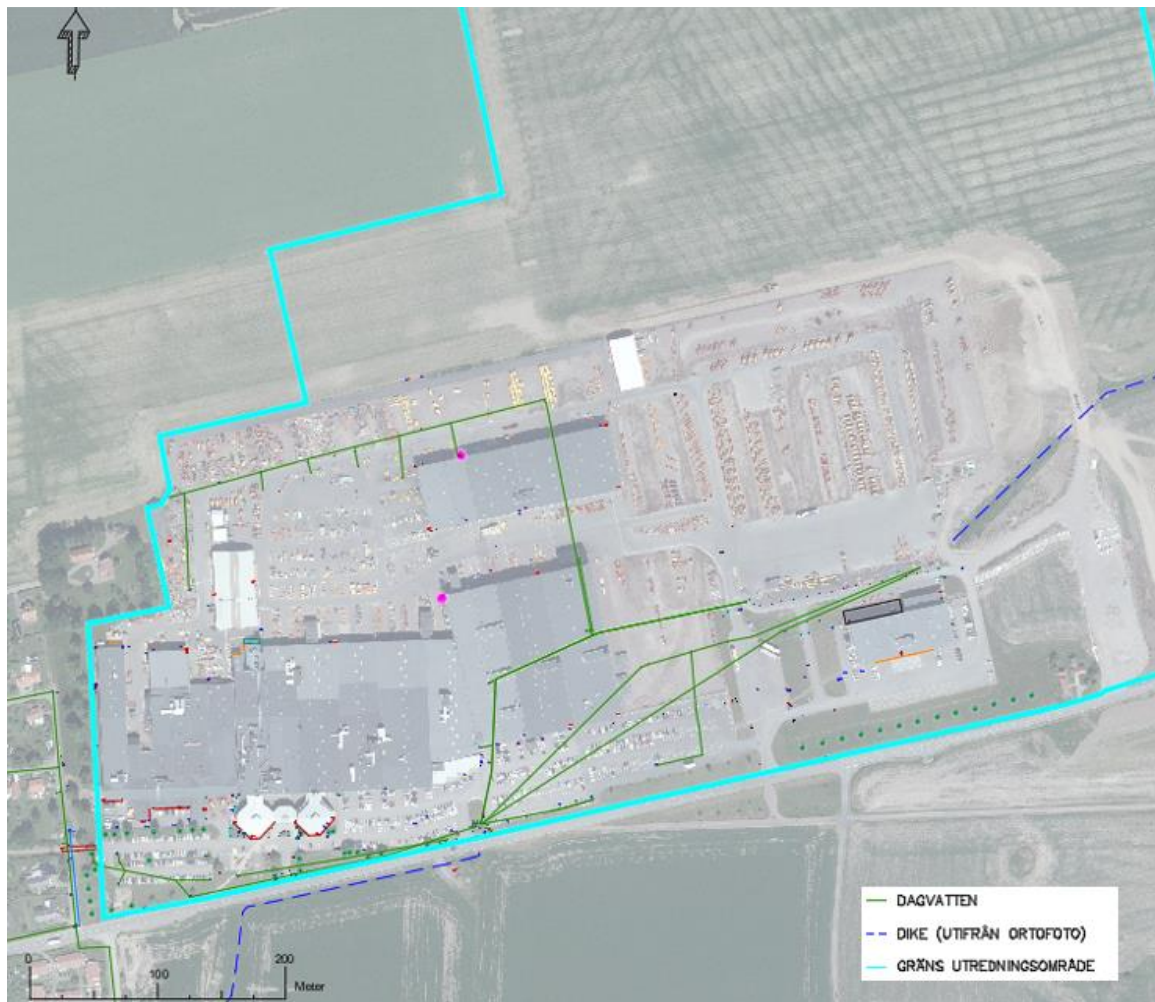 DAGVATTEN
DIKE (UTIFRÅN ORTOFOTO)
GRÄNS UTREDNINGSOMRÅDE
0
100
200
Meter